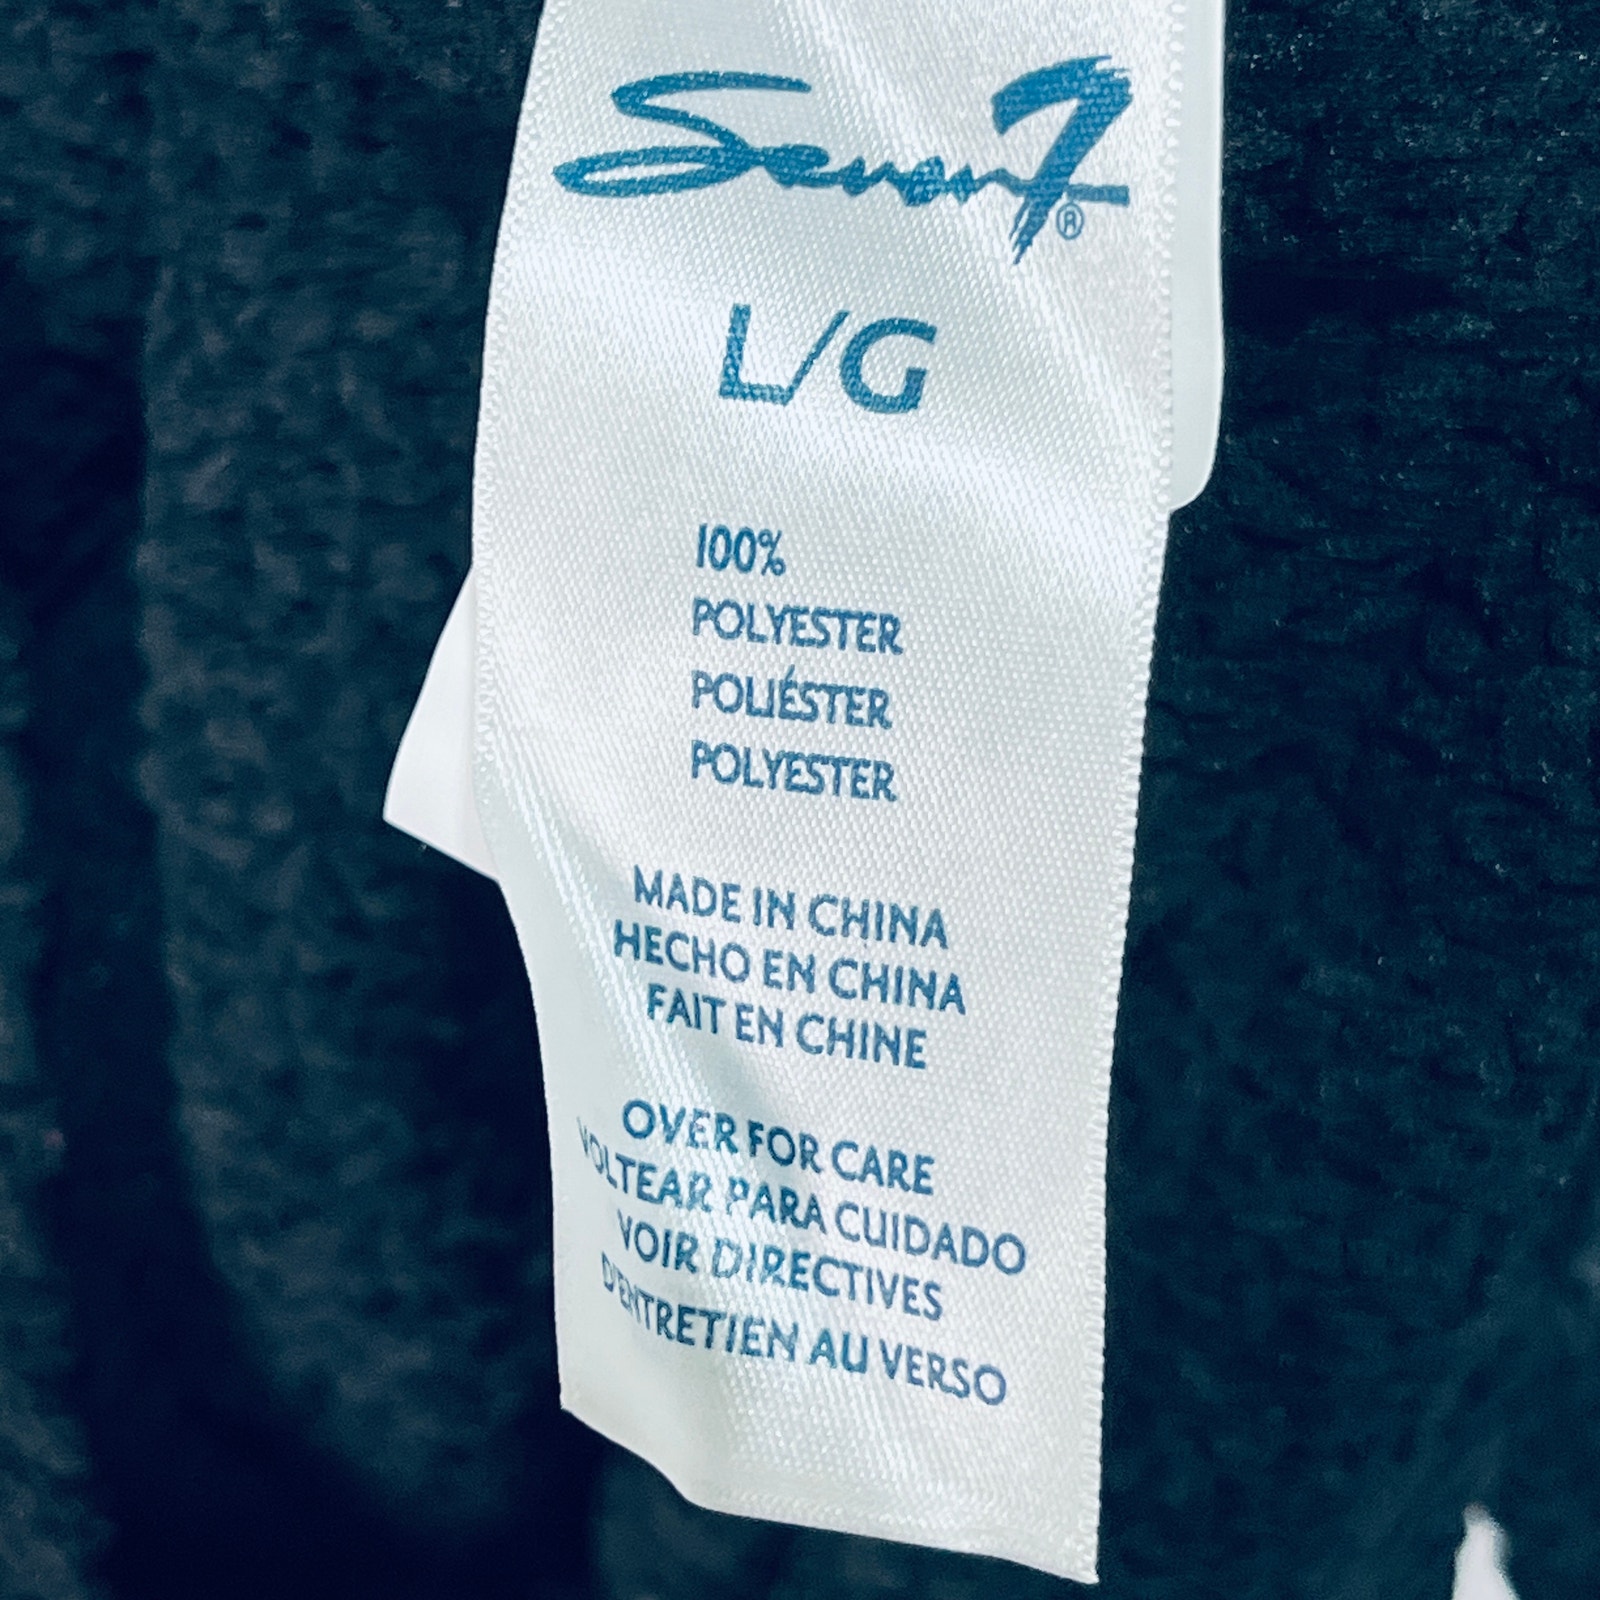 Seven7®
L/G
100%
POLYESTER
POLIÉSTER
POLYESTER
MADE IN CHINA
HECHO EN CHINA
FAIT EN CHINE
OVER FOR CARE
VOLTEAR PARA CUIDADO
VOIR DIRECTIVES
D'ENTRETIEN AU VERSO